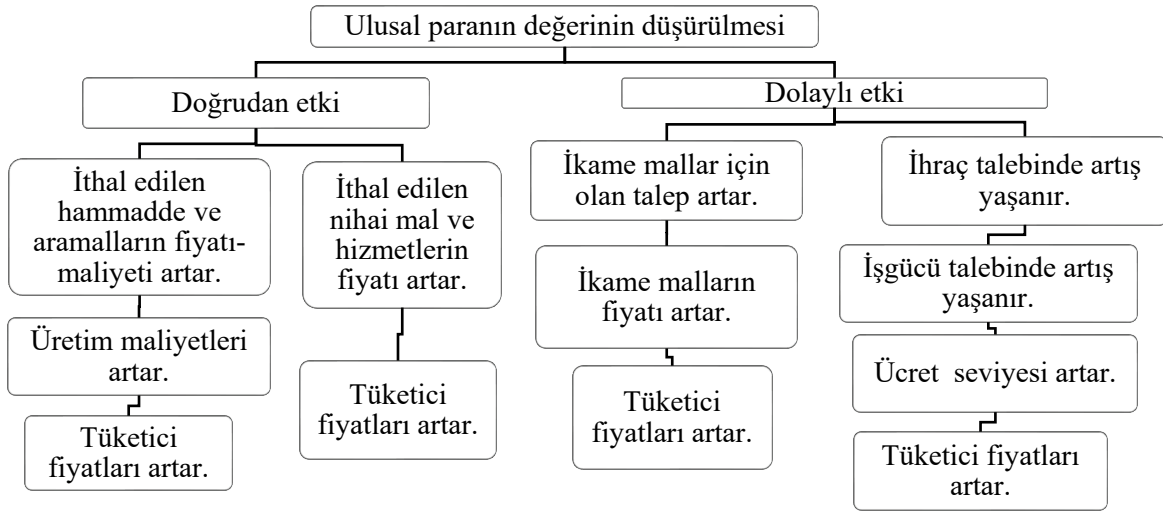 Ulusal paranın değerinin düşürülmesi
Doğrudan etki
Dolaylı etki
İthal edilen
hammadde ve
aramalların fiyatı-
maliyeti artar.
Üretim maliyetleri
artar.
Tüketici
fiyatları artar.
İthal edilen
nihai mal ve
hizmetlerin
fiyatı artar.
Tüketici
fiyatları artar.
İkame mallar için
olan talep artar.
İkame malların
fiyatı artar.
Tüketici
fiyatları artar.
İhraç talebinde artış
yaşanır.
İşgücü talebinde artış
yaşanır.
Ücret  seviyesi artar.
Tüketici fiyatları
artar.